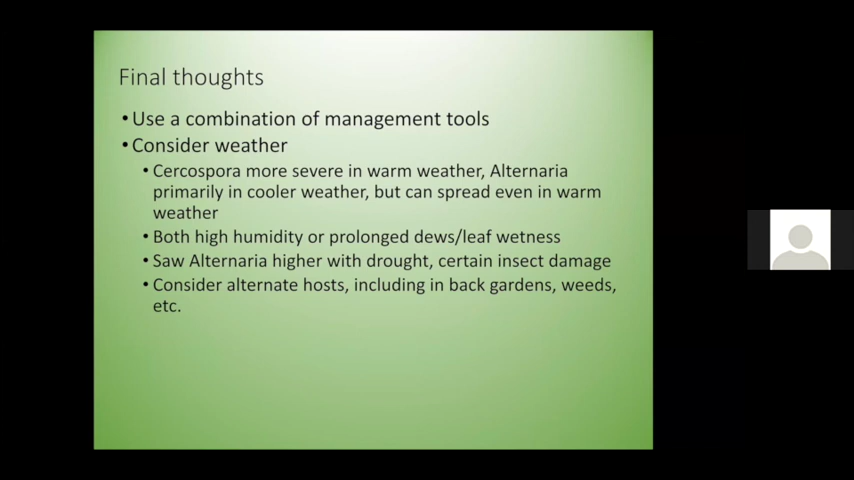 Final thoughts
• Use a combination of management tools
• Consider weather
• Cercospora more severe in warm weather, Alternaria
primarily in cooler weather, but can spread even in warm
weather
• Both high humidity or prolonged dews/leaf wetness
• Saw Alternaria higher with drought, certain insect damage
• Consider alternate hosts, including in back gardens, weeds,
etc.